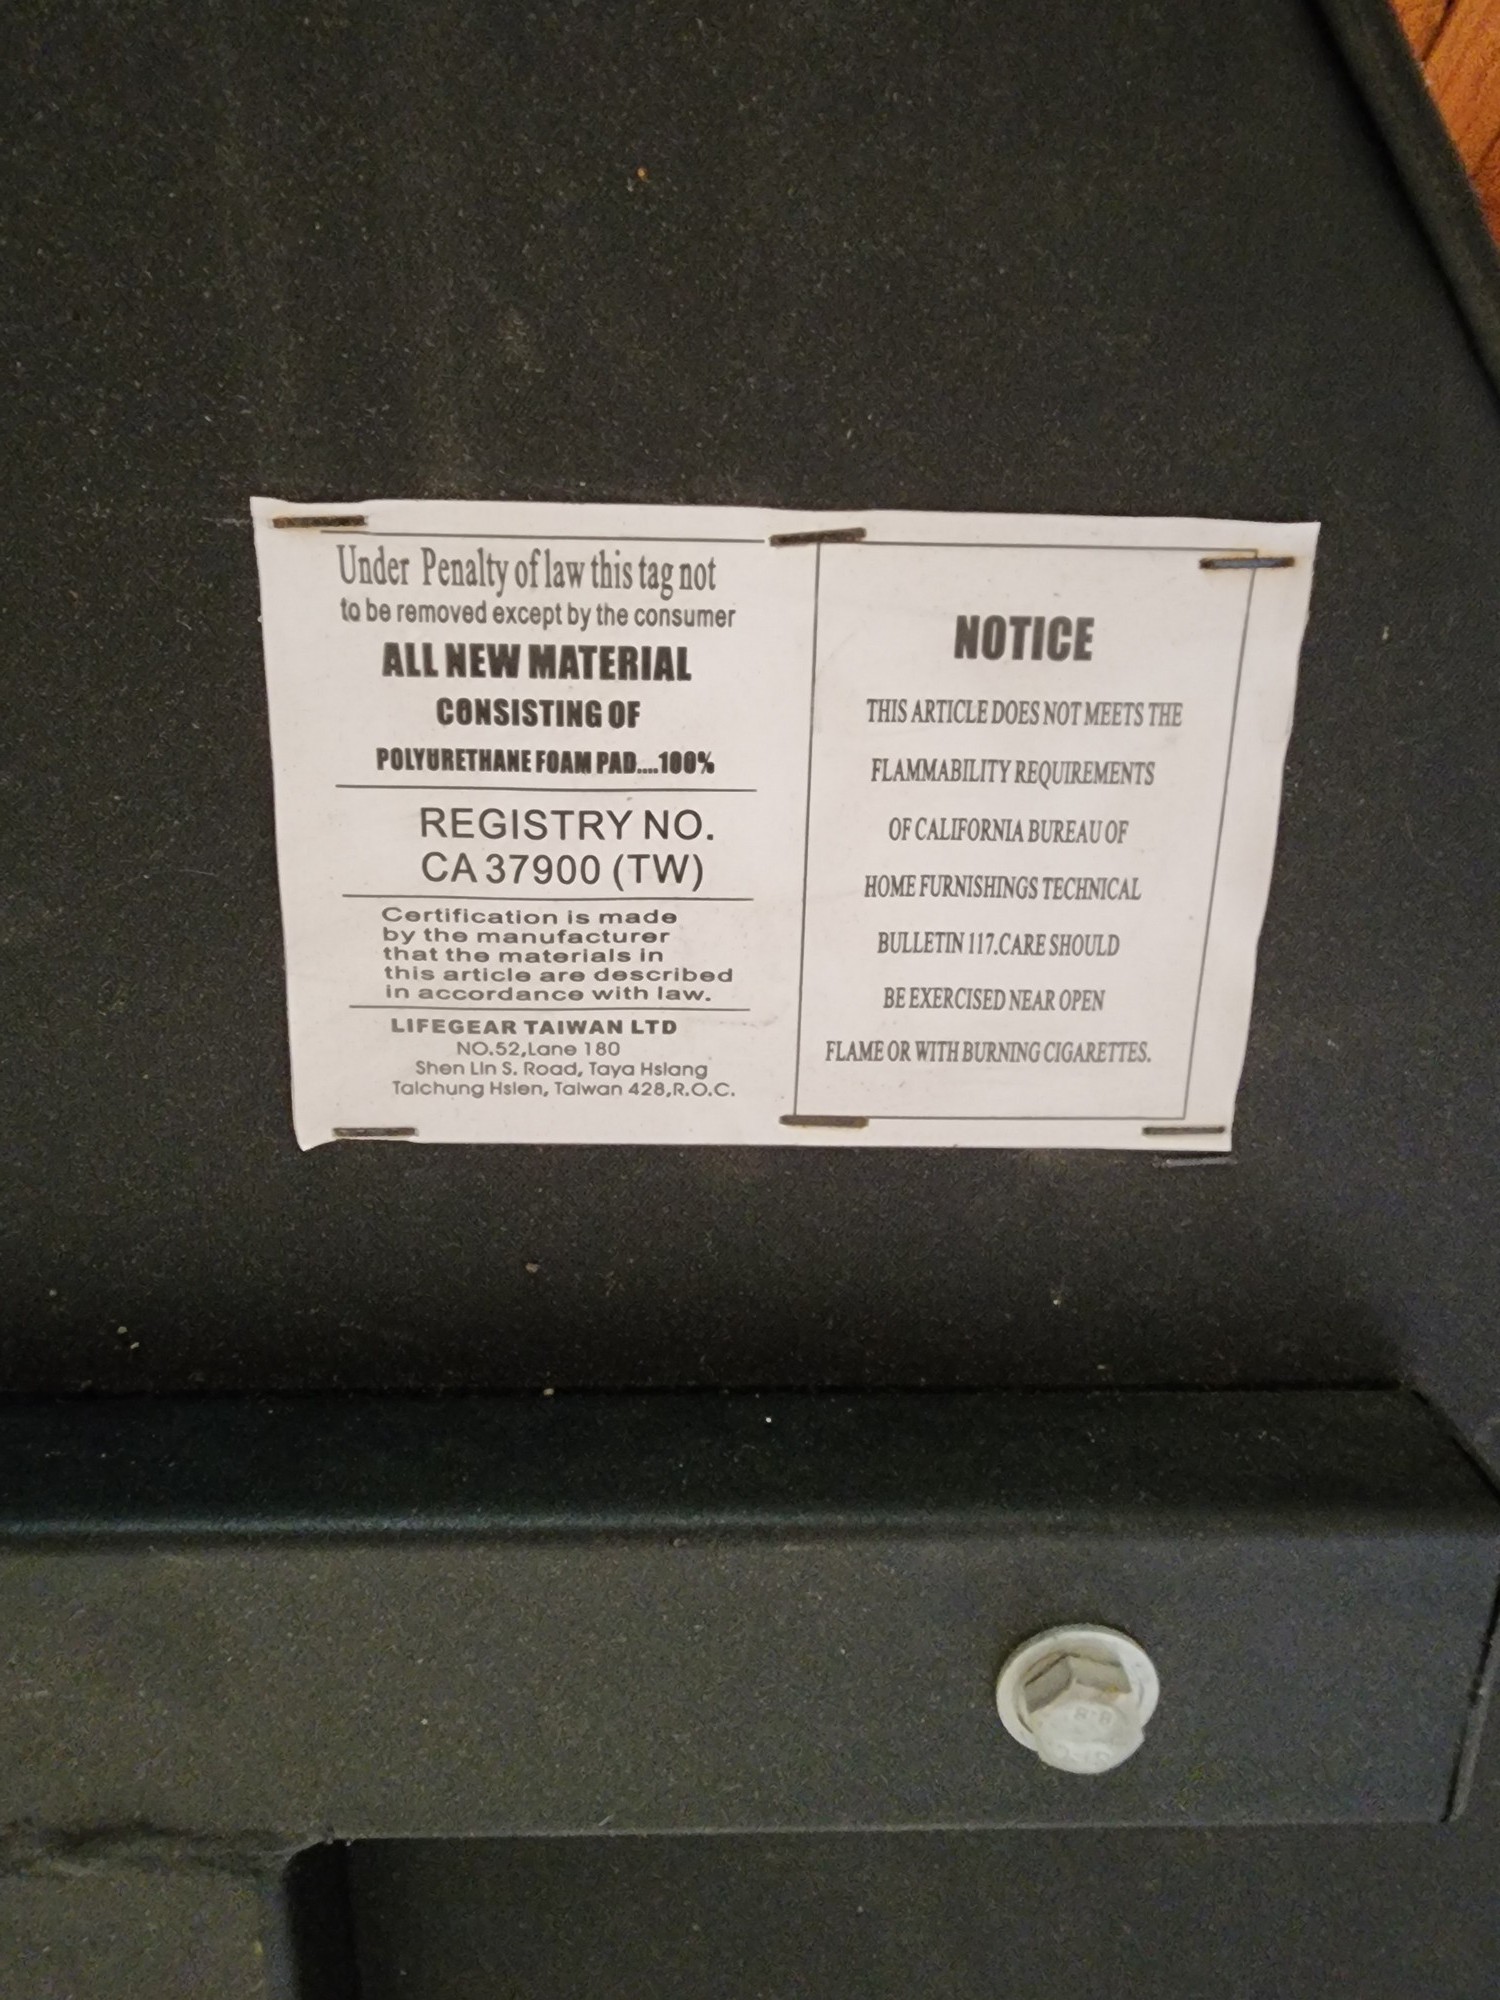 Under Penalty of law this tag not
to be removed except by the consumer
ALL NEW MATERIAL
CONSISTING OF
POLYURETHANE FOAM PAD....100%
REGISTRY NO.
CA 37900 (TW)
Certification is made
by the manufacturer
that the materials in
this article are described
in accordance with law.
LIFEGEAR TAIWAN LTD
NO.52,Lane 180
Shen Lin S. Road, Taya Hsiang
Taichung Hsien, Taiwan 428,R.O.C.
NOTICE
THIS ARTICLE DOES NOT MEETS THE
FLAMMABILITY REQUIREMENTS
OF CALIFORNIA BUREAU OF
HOME FURNISHINGS TECHNICAL
BULLETIN 117.CARE SHOULD
BE EXERCISED NEAR OPEN
FLAME OR WITH BURNING CIGARETTES.
8.8